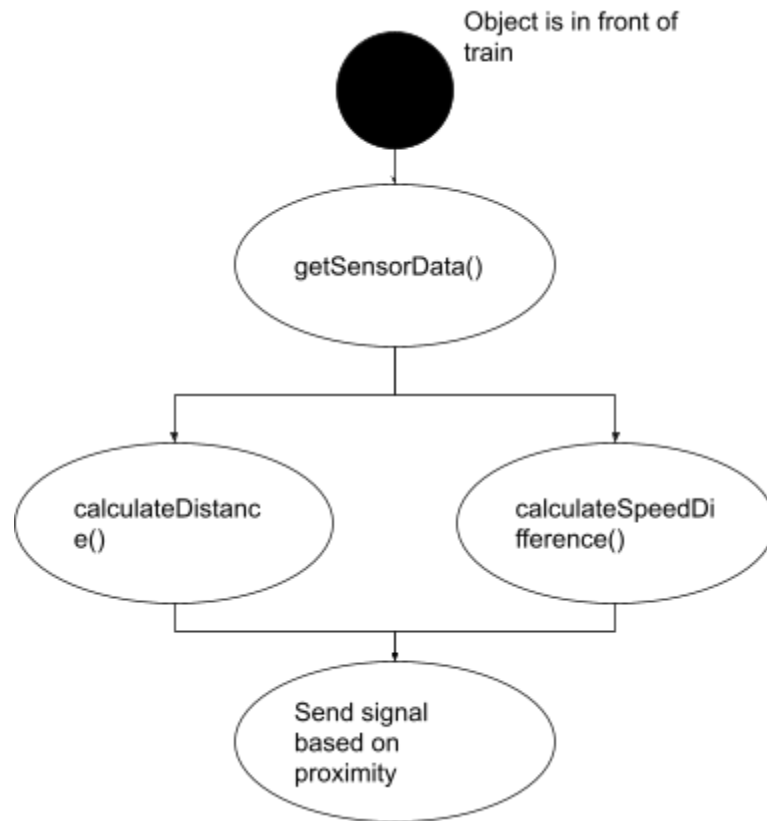 Object is in front of
train
getSensorData()
calculateDistanc
e()
calculateSpeedDi
fference()
Send signal
based on
proximity